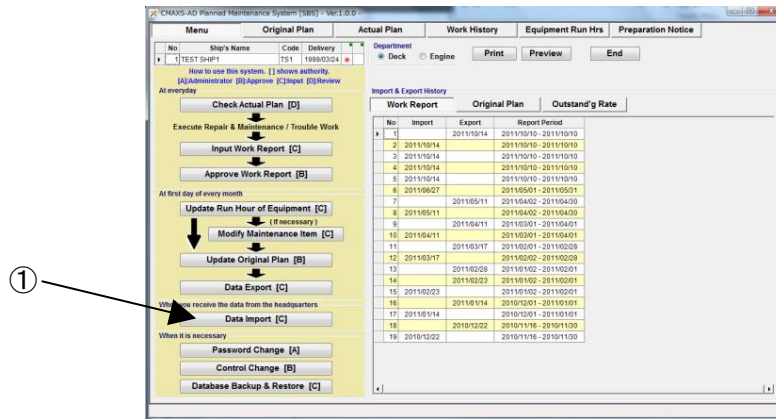 CMAXS-AD Planned Maintenance System [SBS] - Ver.1.0.0 -
Menu Original Plan Actual Plan Work History Equipment Run Hrs Preparation Notice
No Ship's Name Code Delivery
1 TEST SHIP1 TS1 1999/03/24
Department
Deck Engine Print Preview End
How to use this system. [ ] shows authority.
[A]:Administrator [B]:Approve [C]:Input [D]:Review
At everyday
Check Actual Plan [D]
Execute Repair & Maintenance / Trouble Work
Input Work Report [C]
Approve Work Report [B]
At first day of every month
Update Run Hour of Equipment [C]
( If necessary )
Modify Maintenance Item [C]
Update Original Plan [B]
Data Export [C]
When you receive the data from the headquarters
① Data Import [C]
When it is necessary
Password Change [A]
Control Change [B]
Database Backup & Restore [C]
Import & Export History
Work Report Original Plan Outstand'g Rate
No Import Export Report Period
1 2011/10/14 2011/10/10 - 2011/10/10
2 2011/10/14 2011/10/10 - 2011/10/10
3 2011/10/14 2011/10/10 - 2011/10/10
4 2011/10/14 2011/10/10 - 2011/10/10
5 2011/10/14 2011/10/10 - 2011/10/10
6 2011/06/27 2011/05/01 - 2011/05/31
7 2011/05/11 2011/04/02 - 2011/04/30
8 2011/05/11 2011/04/02 - 2011/04/30
9 2011/04/11 2011/03/01 - 2011/04/01
10 2011/04/11 2011/03/01 - 2011/04/01
11 2011/03/17 2011/02/02 - 2011/02/28
12 2011/03/17 2011/02/02 - 2011/02/28
13 2011/02/28 2011/01/02 - 2011/02/01
14 2011/02/23 2011/01/02 - 2011/02/01
15 2011/02/23 2011/01/02 - 2011/02/01
16 2011/01/14 2010/12/01 - 2011/01/01
17 2011/01/14 2010/12/01 - 2011/01/01
18 2010/12/22 2010/11/16 - 2010/11/30
19 2010/12/22 2010/11/16 - 2010/11/30